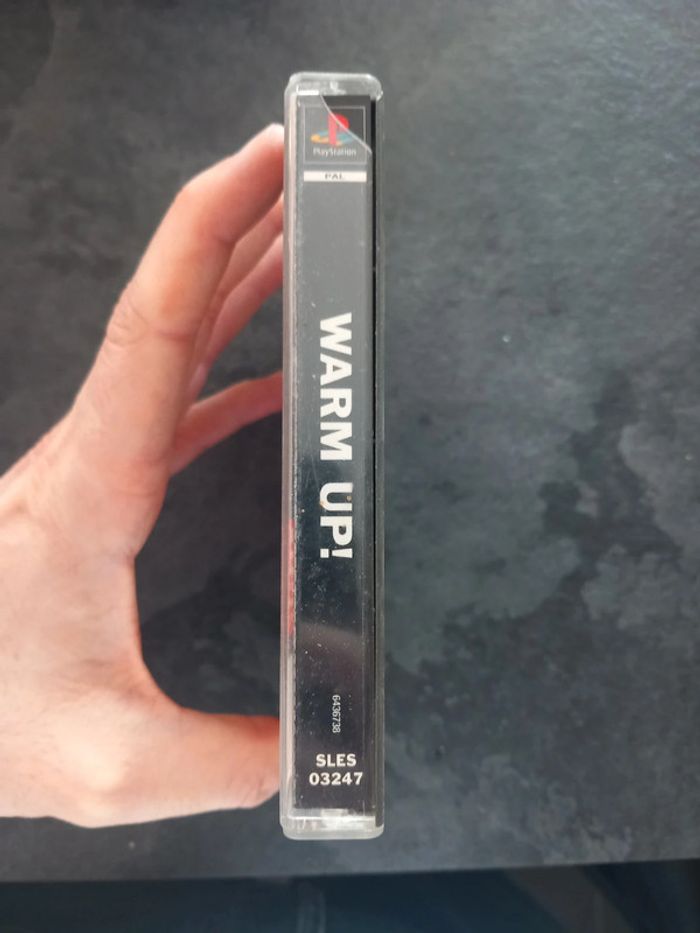 PlayStation
PAL
WARM UP!
6436738
SLES
03247